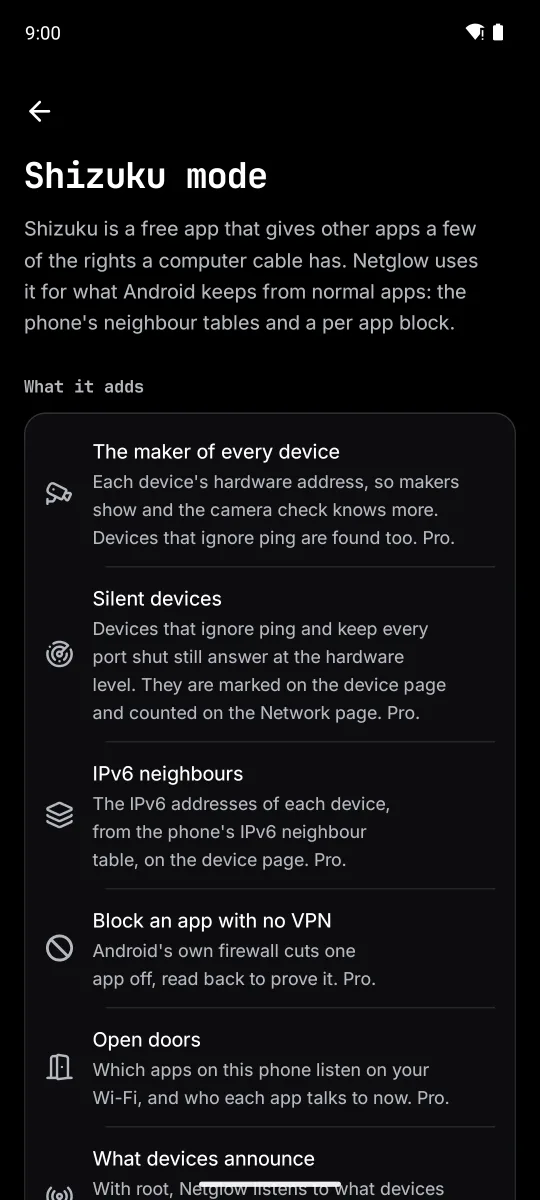 9:00
Shizuku mode
Shizuku is a free app that gives other apps a few
of the rights a computer cable has. Netglow uses
it for what Android keeps from normal apps: the
phone's neighbour tables and a per app block.
What it adds
The maker of every device
Each device's hardware address, so makers
show and the camera check knows more.
Devices that ignore ping are found too. Pro.
Silent devices
Devices that ignore ping and keep every
port shut still answer at the hardware
level. They are marked on the device page
and counted on the Network page. Pro.
IPv6 neighbours
The IPv6 addresses of each device,
from the phone's IPv6 neighbour
table, on the device page. Pro.
Block an app with no VPN
Android's own firewall cuts one
app off, read back to prove it. Pro.
Open doors
Which apps on this phone listen on your
Wi-Fi, and who each app talks to now. Pro.
What devices announce
With root, Netglow listens to what devices